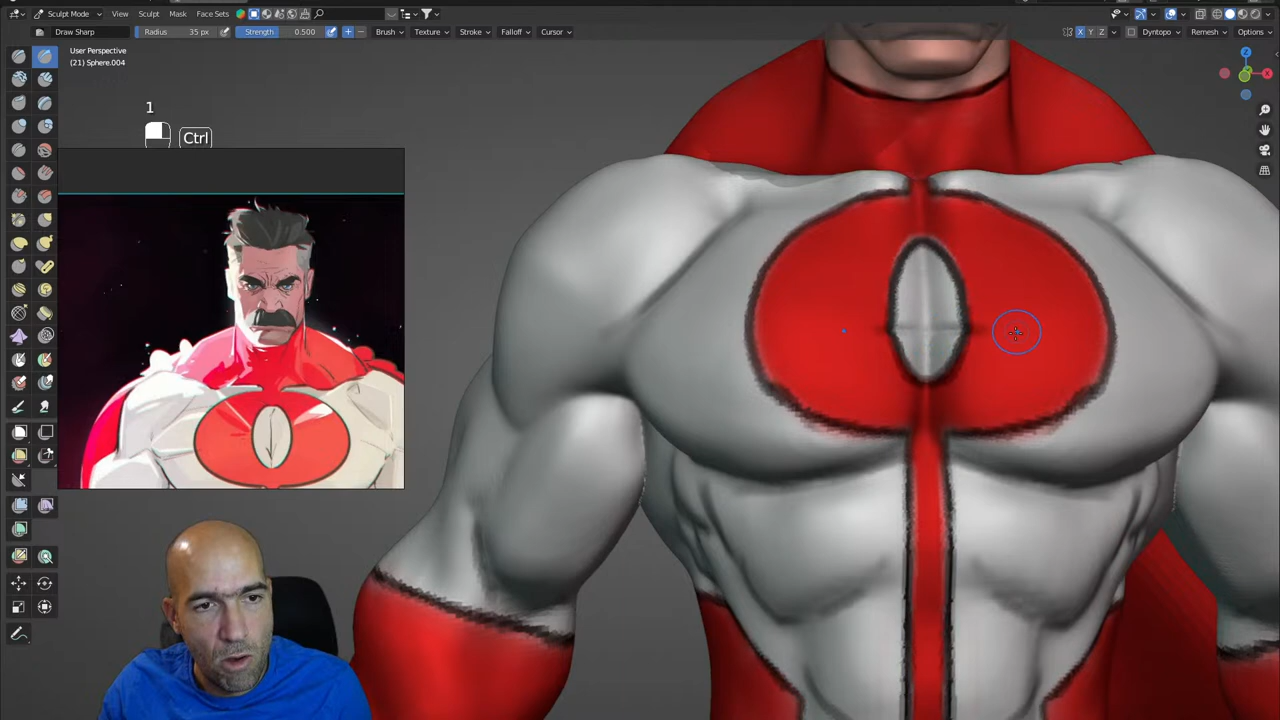 Sculpt Mode View Sculpt Mask Face Sets
Draw Sharp Radius 35 px Strength 0.500 Brush Texture Stroke Falloff Cursor X Y Z Dyntopo Remesh Options
User Perspective
(21) Sphere.004
Z
X
1
Ctrl